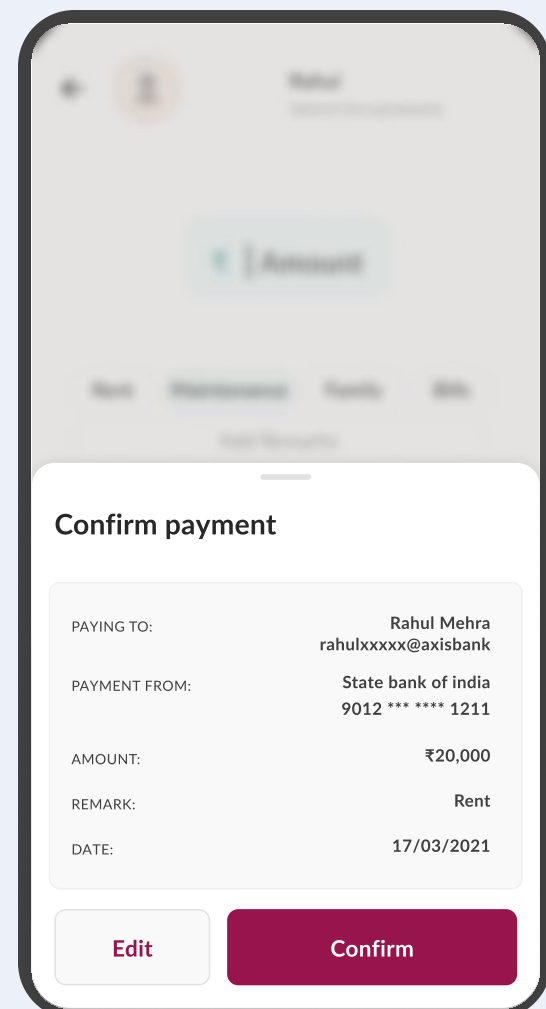 Rahul
₹ Amount
Rent Maintenance Family Bills
Add Remarks
Confirm payment
PAYING TO: Rahul Mehra
rahulxxxxx@axisbank
PAYMENT FROM: State bank of india
9012 *** **** 1211
AMOUNT: ₹20,000
REMARK: Rent
DATE: 17/03/2021
Edit Confirm